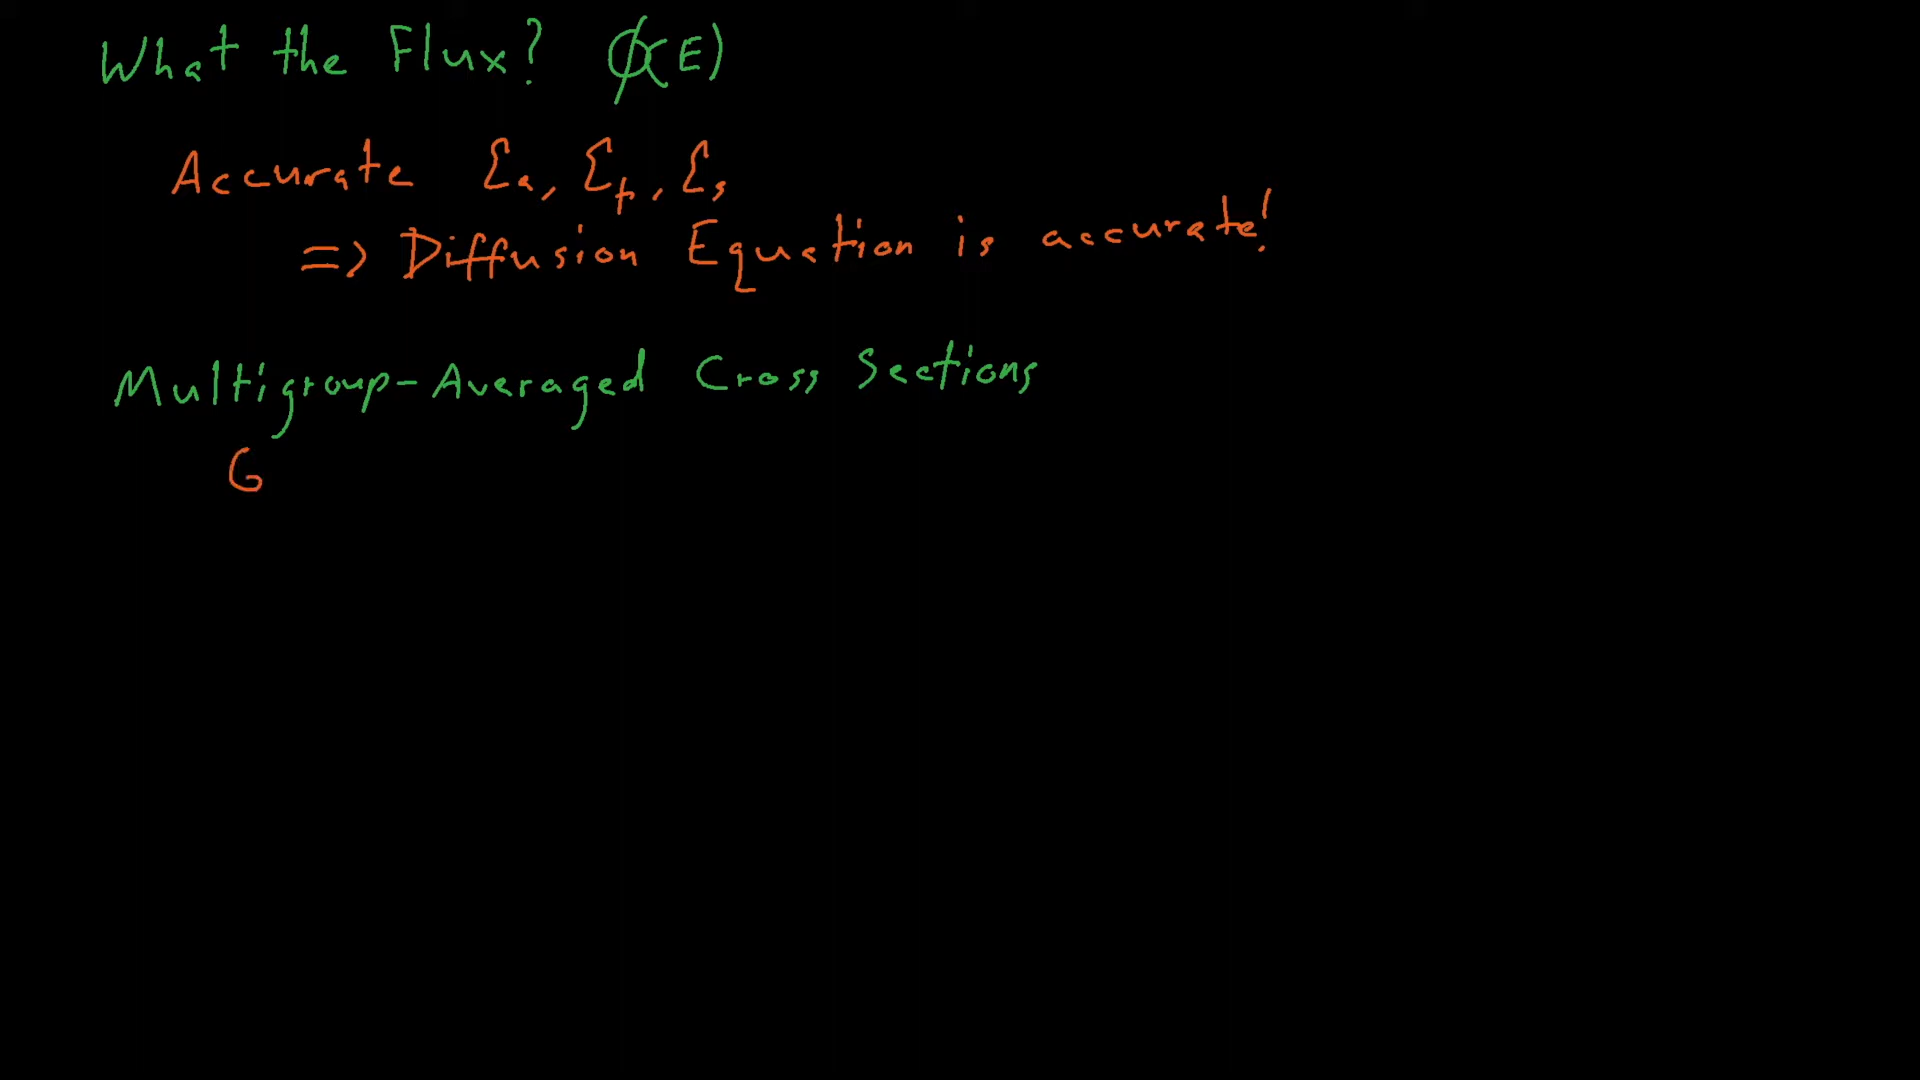 What the Flux? ϕ(E)
Accurate Σa, Σf, Σs
=> Diffusion Equation is accurate!
Multigroup-Averaged Cross Sections
G